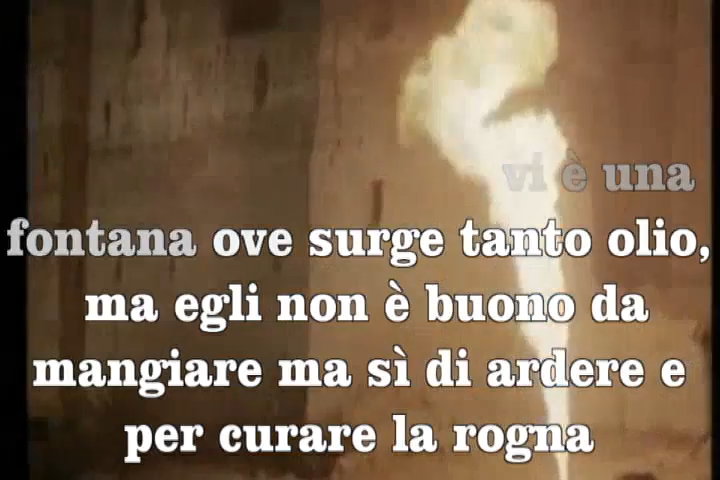 vi è una
fontana ove surge tanto olio,
ma egli non è buono da
mangiare ma sì di ardere e
per curare la rogna